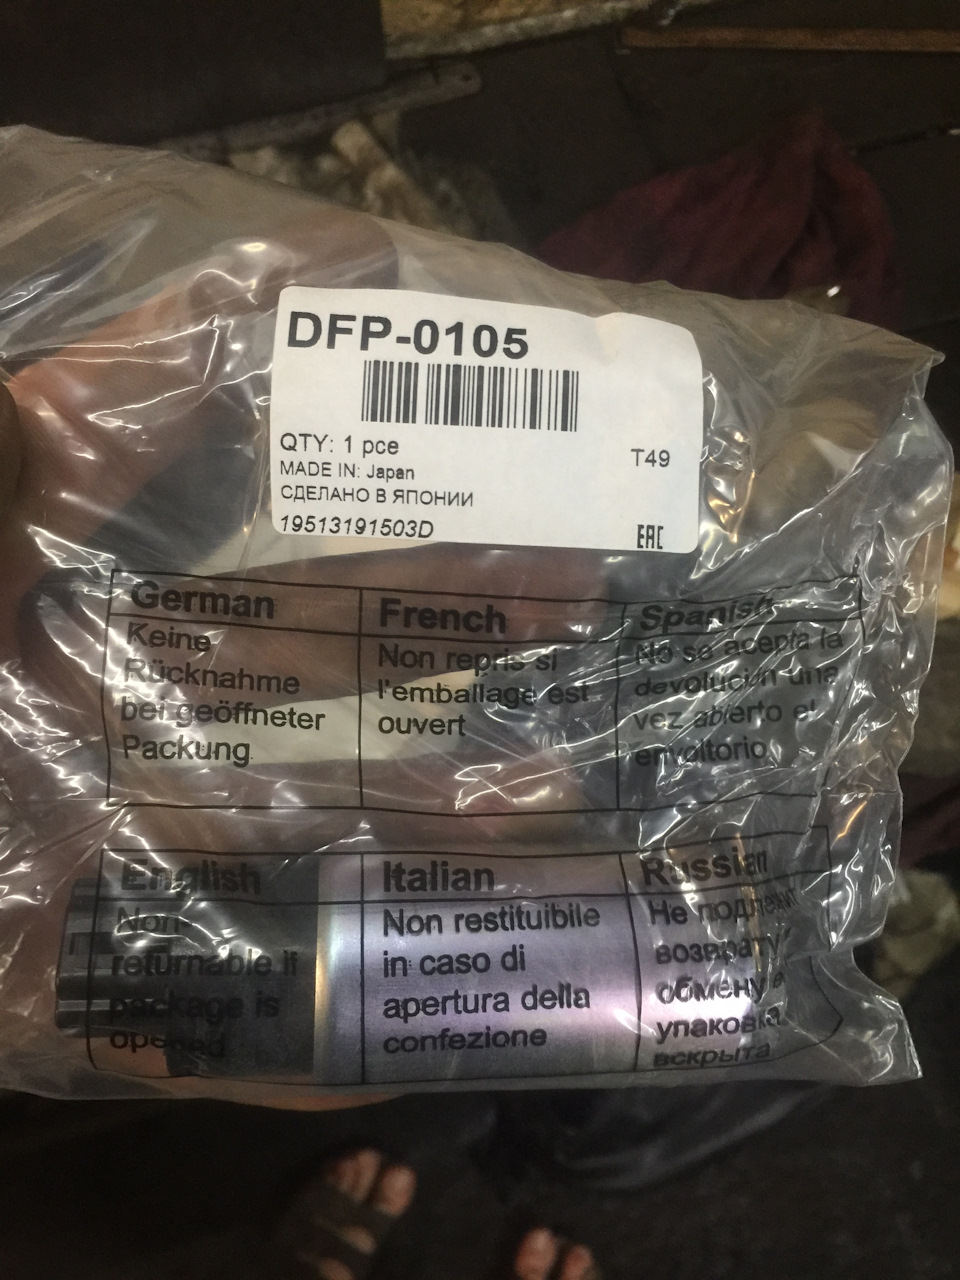 DFP-0105
QTY: 1 pce
T49
MADE IN: Japan
СДЕЛАНО В ЯПОНИИ
19513191503D
EAC
German
Keine
Rücknahme
bei geöffneter
Packung
French
Non repris si
l'emballage est
ouvert
Spanish
No se acepta la
devolución una
vez abierto el
envoltorio
English
Non-
returnable if
package is
opened
Italian
Non restituibile
in caso di
apertura della
confezione
Russian
Не подлежит
возврату
обмену
упаковка
вскрыта